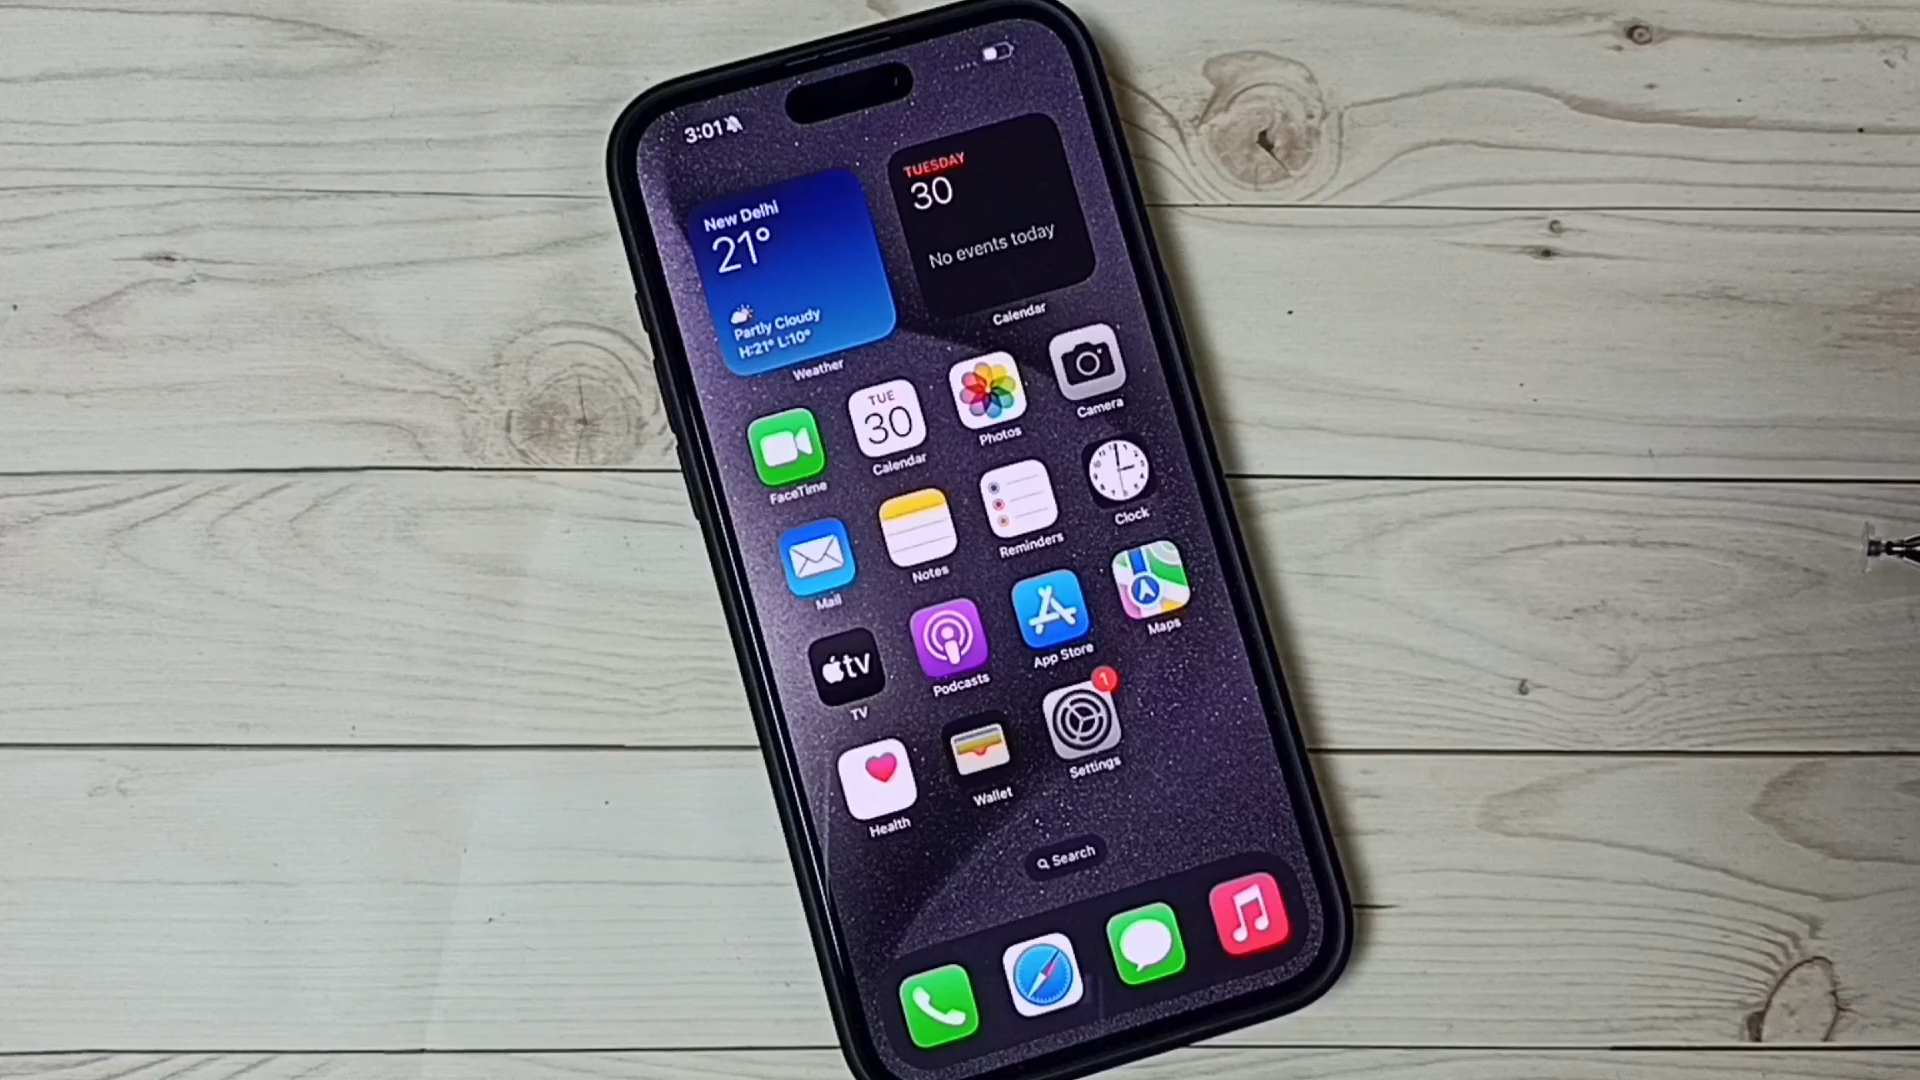 3:01
TUESDAY
30
No events today
Calendar
New Delhi
21°
Partly Cloudy
H:21° L:10°
Weather
FaceTime
TUE
30
Calendar
Photos
Camera
Mail
Notes
Reminders
Clock
tv
TV
Podcasts
App Store
Maps
Health
Wallet
1
Settings
Search